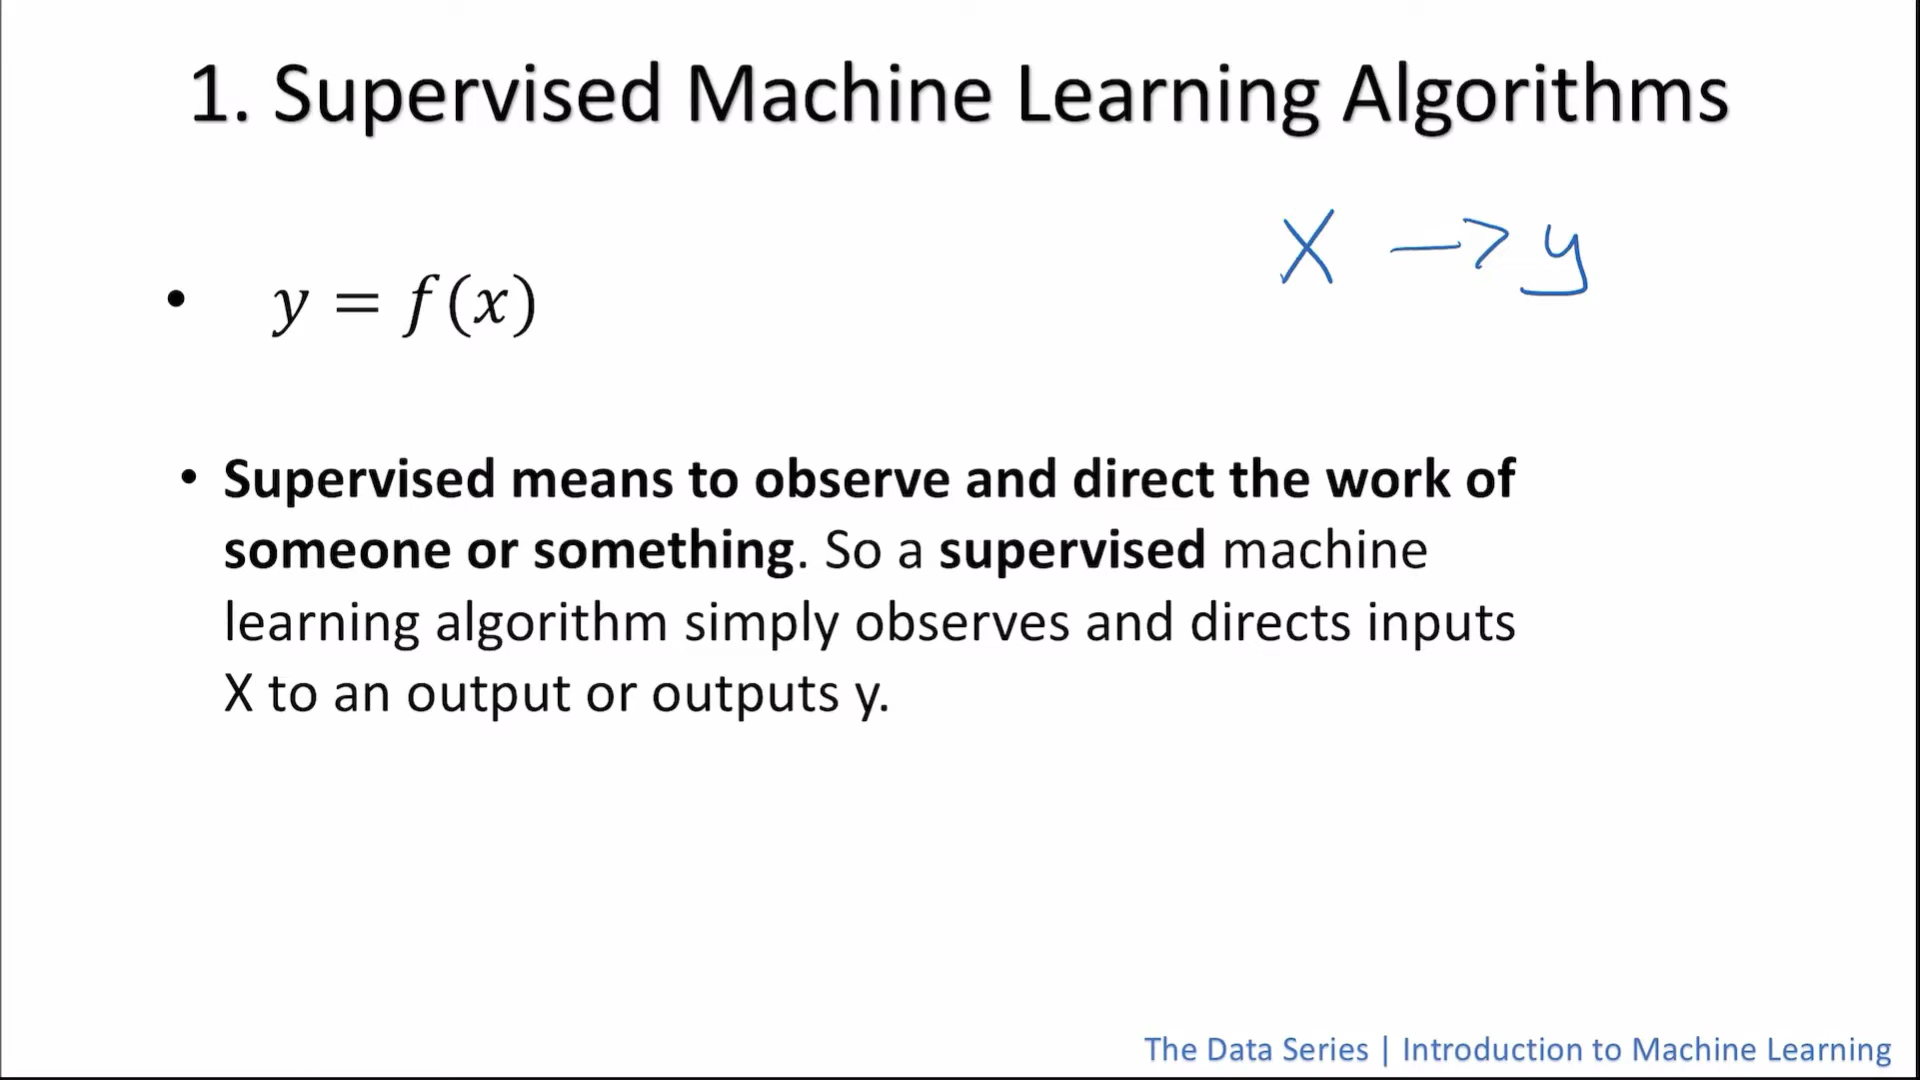 1. Supervised Machine Learning Algorithms
X -> y
• y = f(x)
• Supervised means to observe and direct the work of
someone or something. So a supervised machine
learning algorithm simply observes and directs inputs
X to an output or outputs y.
The Data Series | Introduction to Machine Learning